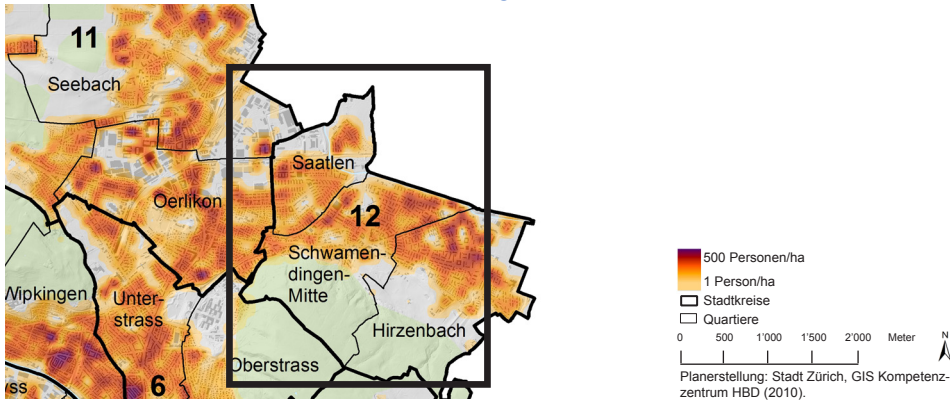 11
Seebach
Saatlen
Oerlikon
12
Schwamen-
dingen-
Mitte
Wipkingen
Unter-
strass
Hirzenbach
Oberstrass
6
500 Personen/ha
1 Person/ha
Stadtkreise
Quartiere
0 500 1'000 1'500 2'000 Meter
N
Planerstellung: Stadt Zürich, GIS Kompetenz-
zentrum HBD (2010).